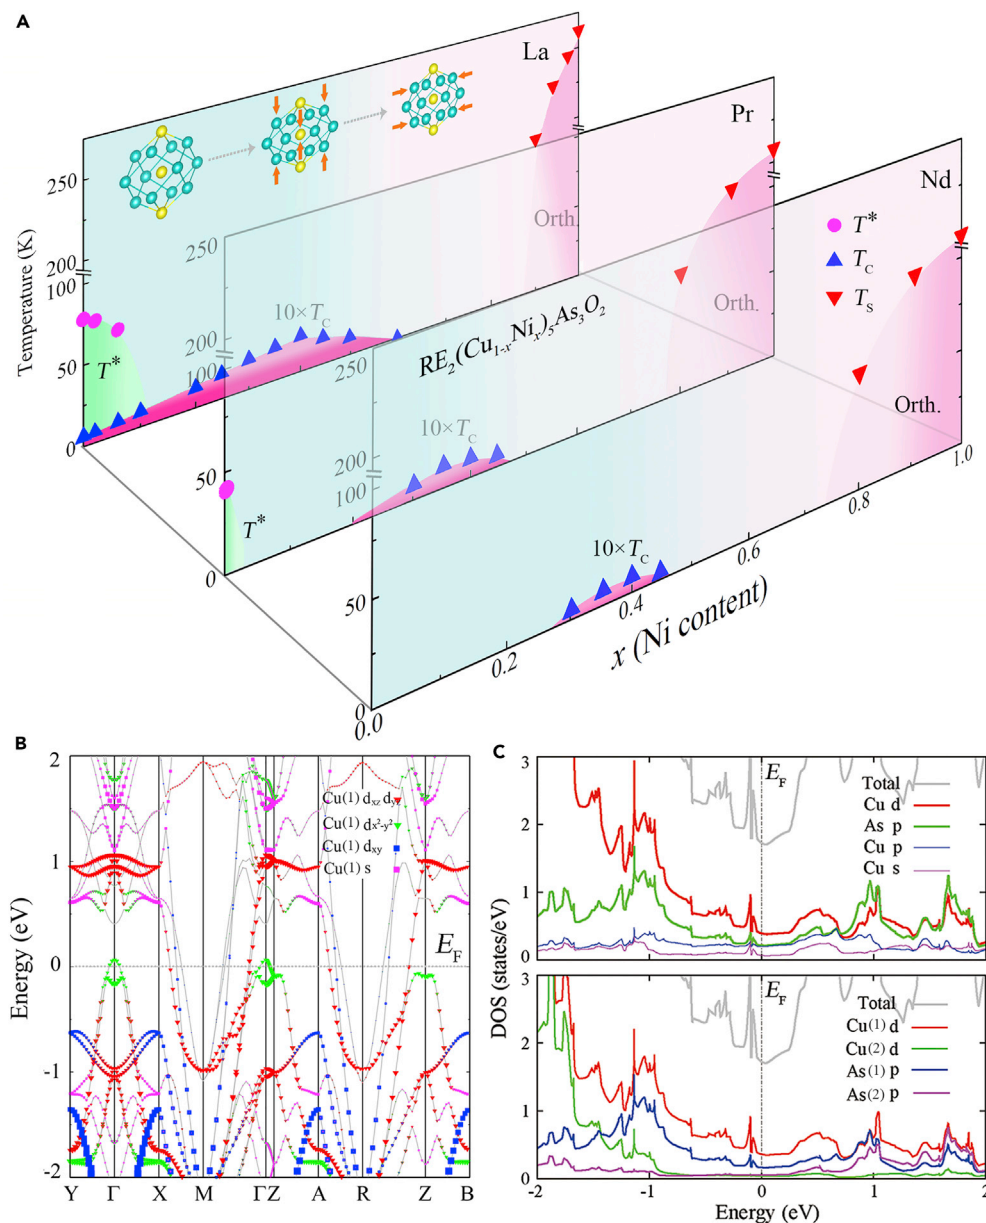 A
La
Pr
Nd
250
200
100
50
0
Temperature (K)
Orth.
T*
10×T_C
250
200
100
50
0
T*
Orth.
10×T_C
RE₂(Cu₁₋ₓNiₓ)₅As₃O₂
250
200
100
50
0
T*
T_C
T_S
Orth.
10×T_C
0.0
0.2
0.4
0.6
0.8
1.0
x (Ni content)
B
Energy (eV)
2
1
0
-1
-2
Cu(1) d_xz d_yz
Cu(1) d_x²-y²
Cu(1) d_xy
Cu(1) s
E_F
Y Γ X M Γ Z A R Z B
C
DOS (states/eV)
3
2
1
0
E_F
Total
Cu d
As p
Cu p
Cu s
3
2
1
0
E_F
Total
Cu(1) d
Cu(2) d
As(1) p
As(2) p
-2 -1 0 1 2
Energy (eV)